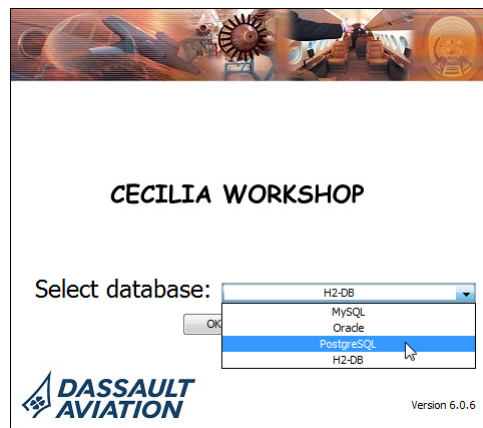 CECILIA WORKSHOP
Select database: H2-DB
MySQL
OK
Oracle
PostgreSQL
H2-DB
DASSAULT
AVIATION
Version 6.0.6